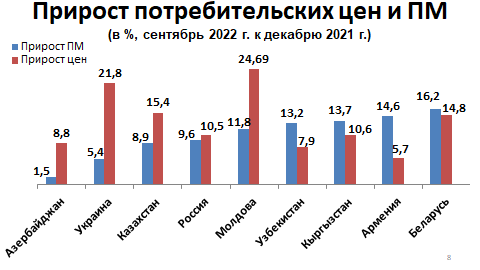 Прирост потребительских цен и ПМ
(в %, сентябрь 2022 г. к декабрю 2021 г.)
Прирост ПМ
Прирост цен
1,5
8,8
5,4
21,8
8,9
15,4
9,6
10,5
11,8
24,69
13,2
7,9
13,7
10,6
14,6
5,7
16,2
14,8
Азербайджан
Украина
Казахстан
Россия
Молдова
Узбекистан
Кыргызстан
Армения
Беларусь
8